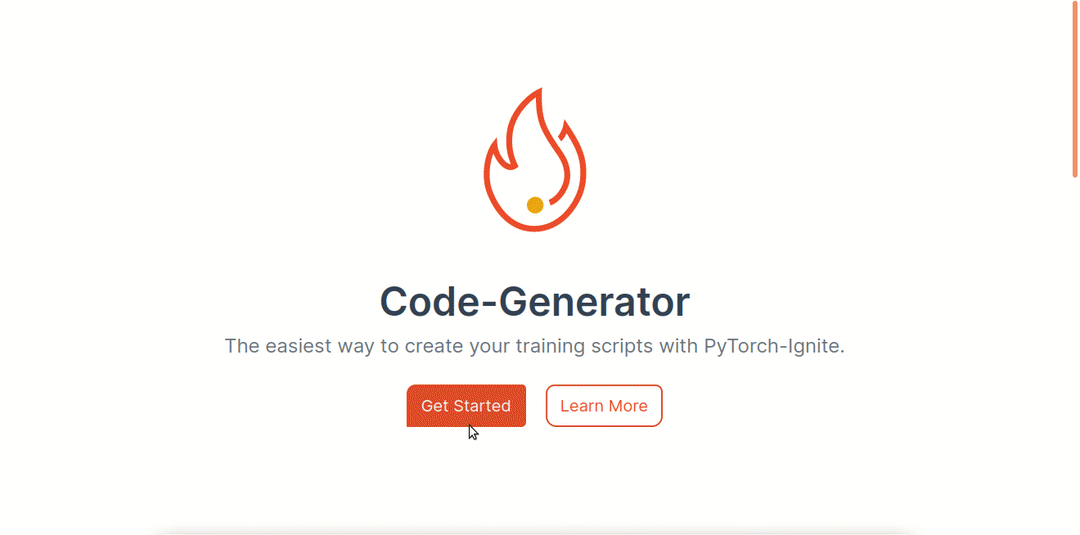 Code-Generator
The easiest way to create your training scripts with PyTorch-Ignite.
Get Started
Learn More